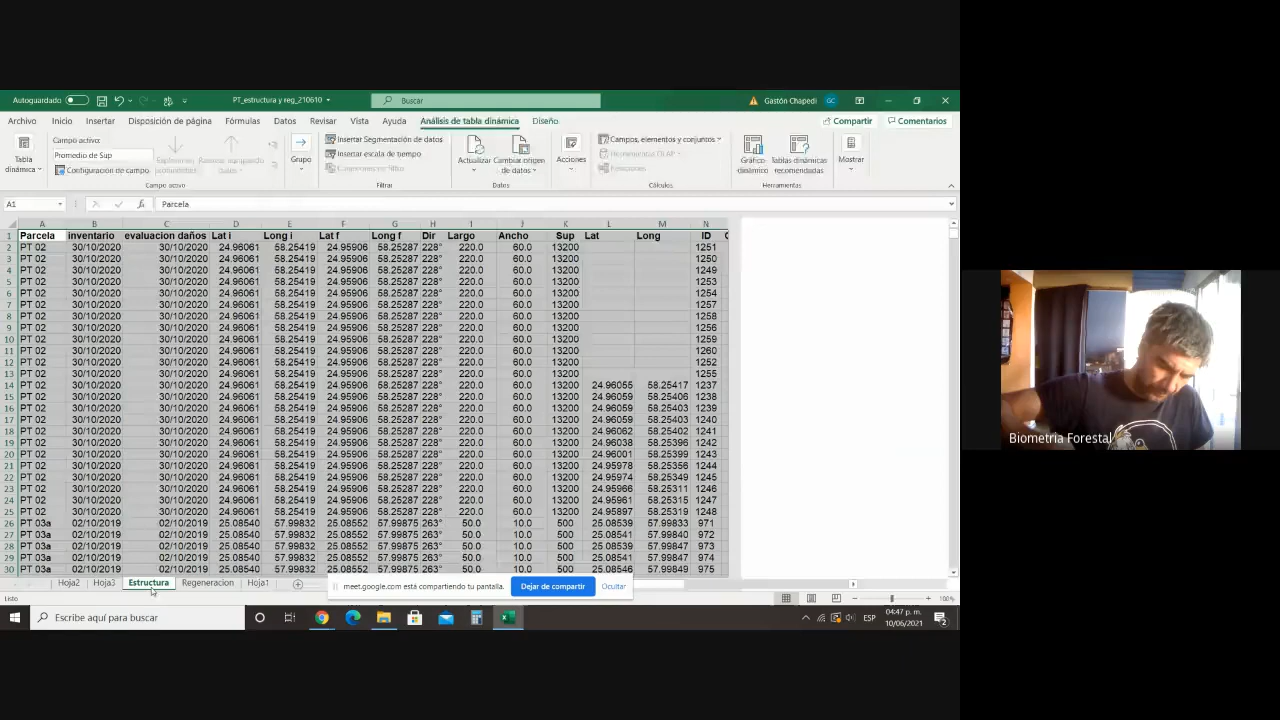 Autoguardado PT_estructura y reg_210610 Buscar Gastón Chapedi GC
Archivo Inicio Insertar Disposición de página Fórmulas Datos Revisar Vista Ayuda Análisis de tabla dinámica Diseño Compartir Comentarios
Tabla dinámica
Campo activo:
Promedio de Sup
Configuración de campo
Campo activo
Grupo
Insertar Segmentación de datos
Insertar escala de tiempo
Filtrar
Actualizar
Cambiar origen de datos
Datos
Acciones
Campos, elementos y conjuntos
Cálculos
Gráfico dinámico
Tablas dinámicas recomendadas
Herramientas
Mostrar
A1 fx Parcela
A B C D E F G H I J K L M N
1 Parcela inventario evaluacion daños Lat i Long i Lat f Long f Dir Largo Ancho Sup Lat Long ID
2 PT 02 30/10/2020 30/10/2020 24.96061 58.25419 24.95906 58.25287 228° 220.0 60.0 13200 1251
3 PT 02 30/10/2020 30/10/2020 24.96061 58.25419 24.95906 58.25287 228° 220.0 60.0 13200 1250
4 PT 02 30/10/2020 30/10/2020 24.96061 58.25419 24.95906 58.25287 228° 220.0 60.0 13200 1249
5 PT 02 30/10/2020 30/10/2020 24.96061 58.25419 24.95906 58.25287 228° 220.0 60.0 13200 1253
6 PT 02 30/10/2020 30/10/2020 24.96061 58.25419 24.95906 58.25287 228° 220.0 60.0 13200 1254
7 PT 02 30/10/2020 30/10/2020 24.96061 58.25419 24.95906 58.25287 228° 220.0 60.0 13200 1257
8 PT 02 30/10/2020 30/10/2020 24.96061 58.25419 24.95906 58.25287 228° 220.0 60.0 13200 1258
9 PT 02 30/10/2020 30/10/2020 24.96061 58.25419 24.95906 58.25287 228° 220.0 60.0 13200 1256
10 PT 02 30/10/2020 30/10/2020 24.96061 58.25419 24.95906 58.25287 228° 220.0 60.0 13200 1259
11 PT 02 30/10/2020 30/10/2020 24.96061 58.25419 24.95906 58.25287 228° 220.0 60.0 13200 1260
12 PT 02 30/10/2020 30/10/2020 24.96061 58.25419 24.95906 58.25287 228° 220.0 60.0 13200 1252
13 PT 02 30/10/2020 30/10/2020 24.96061 58.25419 24.95906 58.25287 228° 220.0 60.0 13200 1255
14 PT 02 30/10/2020 30/10/2020 24.96061 58.25419 24.95906 58.25287 228° 220.0 60.0 13200 24.96055 58.25417 1237
15 PT 02 30/10/2020 30/10/2020 24.96061 58.25419 24.95906 58.25287 228° 220.0 60.0 13200 24.96059 58.25406 1238
16 PT 02 30/10/2020 30/10/2020 24.96061 58.25419 24.95906 58.25287 228° 220.0 60.0 13200 24.96059 58.25403 1239
17 PT 02 30/10/2020 30/10/2020 24.96061 58.25419 24.95906 58.25287 228° 220.0 60.0 13200 24.96059 58.25403 1240
18 PT 02 30/10/2020 30/10/2020 24.96061 58.25419 24.95906 58.25287 228° 220.0 60.0 13200 24.96062 58.25402 1241
19 PT 02 30/10/2020 30/10/2020 24.96061 58.25419 24.95906 58.25287 228° 220.0 60.0 13200 24.96038 58.25396 1242
20 PT 02 30/10/2020 30/10/2020 24.96061 58.25419 24.95906 58.25287 228° 220.0 60.0 13200 24.96001 58.25399 1243
21 PT 02 30/10/2020 30/10/2020 24.96061 58.25419 24.95906 58.25287 228° 220.0 60.0 13200 24.95978 58.25356 1244
22 PT 02 30/10/2020 30/10/2020 24.96061 58.25419 24.95906 58.25287 228° 220.0 60.0 13200 24.95974 58.25349 1245
23 PT 02 30/10/2020 30/10/2020 24.96061 58.25419 24.95906 58.25287 228° 220.0 60.0 13200 24.95966 58.25311 1246
24 PT 02 30/10/2020 30/10/2020 24.96061 58.25419 24.95906 58.25287 228° 220.0 60.0 13200 24.95961 58.25315 1247
25 PT 02 30/10/2020 30/10/2020 24.96061 58.25419 24.95906 58.25287 228° 220.0 60.0 13200 24.95897 58.25319 1248
26 PT 03a 02/10/2019 02/10/2019 25.08540 57.99832 25.08552 57.99875 263° 50.0 10.0 500 25.08539 57.99833 971
27 PT 03a 02/10/2019 02/10/2019 25.08540 57.99832 25.08552 57.99875 263° 50.0 10.0 500 25.08541 57.99840 972
28 PT 03a 02/10/2019 02/10/2019 25.08540 57.99832 25.08552 57.99875 263° 50.0 10.0 500 25.08539 57.99841 973
29 PT 03a 02/10/2019 02/10/2019 25.08540 57.99832 25.08552 57.99875 263° 50.0 10.0 500 25.08541 57.99847 974
30 PT 03a 02/10/2019 02/10/2019 25.08540 57.99832 25.08552 57.99875 263° 50.0 10.0 500 25.08546 57.99854 975
Hoja2 Hoja3 Estructura Regeneracion Hoja1
meet.google.com está compartiendo tu pantalla. Dejar de compartir Ocultar
Listo 100%
Escribe aquí para buscar
ESP 04:47 p. m.
10/06/2021
2
Biometria Forestal